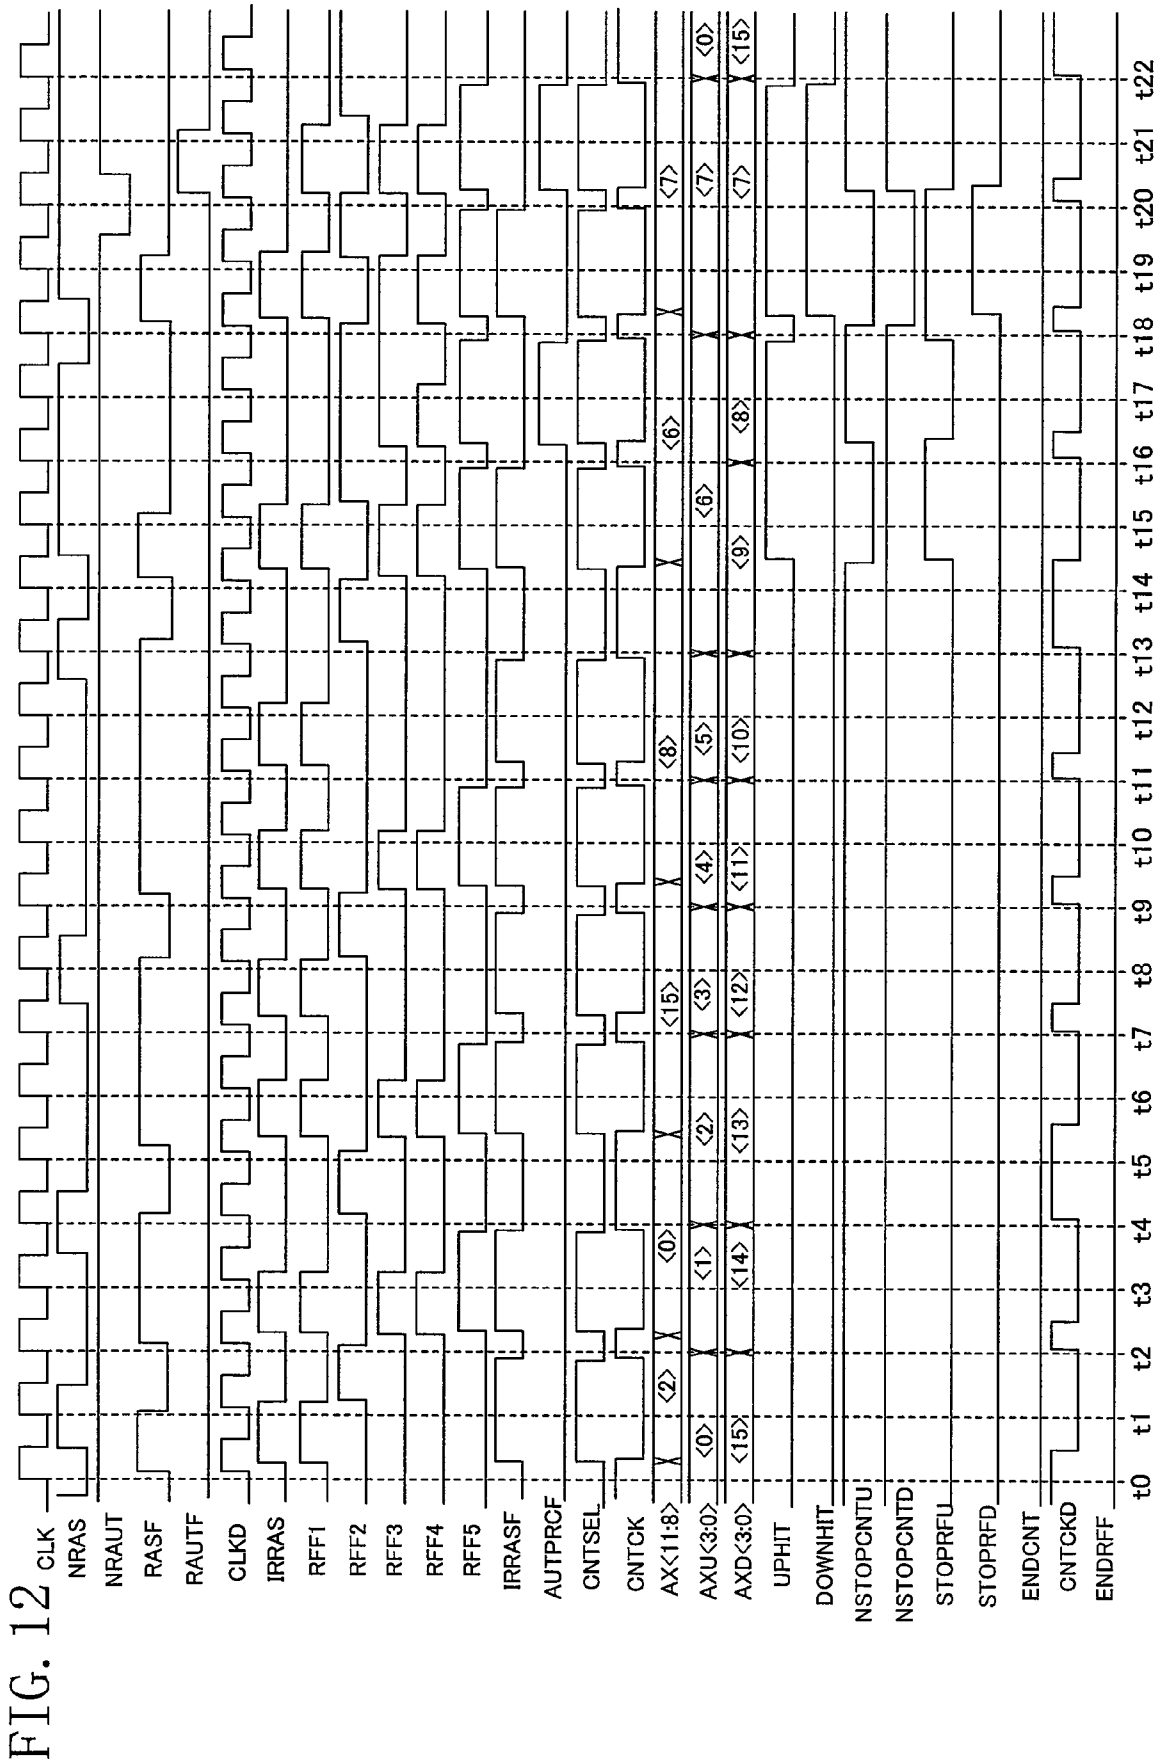 FIG. 12
CLK
NRAS
NRAUT
RASF
RAUTF
CLKD
IRRAS
RFF1
RFF2
RFF3
RFF4
RFF5
IRRASF
AUTPRCF
CNTSEL
CNTCK
AX<11:8> <2> <0> <15> <8> <6> <7>
AXU<3:0> <0> <1> <2> <3> <4> <5> <6> <7> <0>
AXD<3:0> <15> <14> <13> <12> <11> <10> <9> <8> <7> <15>
UPHIT
DOWNHIT
NSTOPCNTU
NSTOPCNTD
STOPRFU
STOPRFD
ENDCNT
CNTCKD
ENDRFF
t0 t1 t2 t3 t4 t5 t6 t7 t8 t9 t10 t11 t12 t13 t14 t15 t16 t17 t18 t19 t20 t21 t22